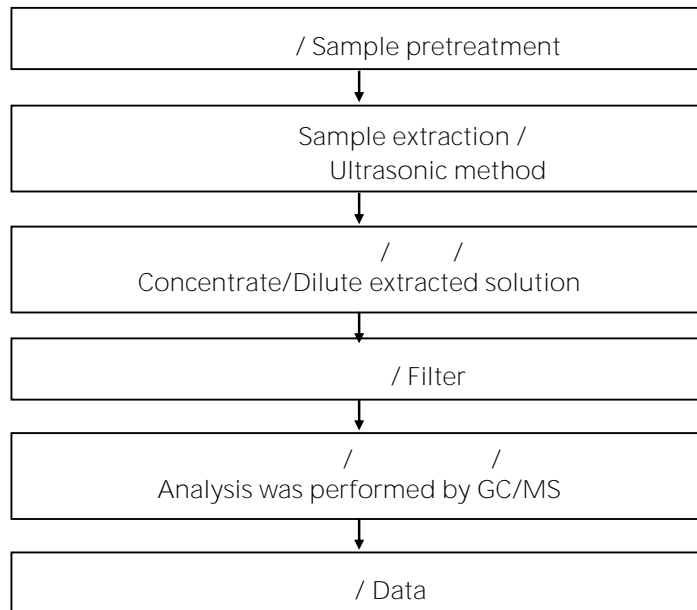 / Sample pretreatment
Sample extraction /
Ultrasonic method
/ /
Concentrate/Dilute extracted solution
/ Filter
/ /
Analysis was performed by GC/MS
/ Data